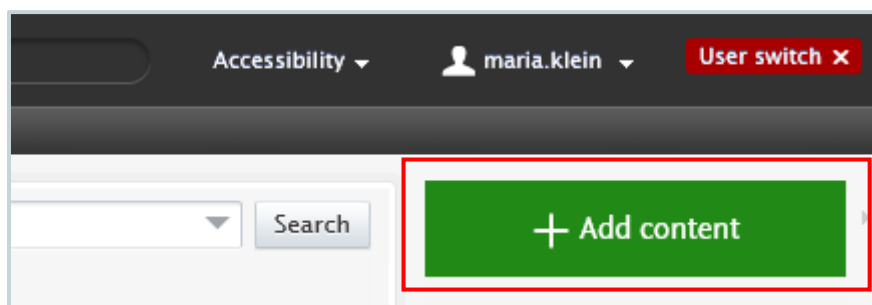 Accessibility maria.klein User switch ×
Search + Add content